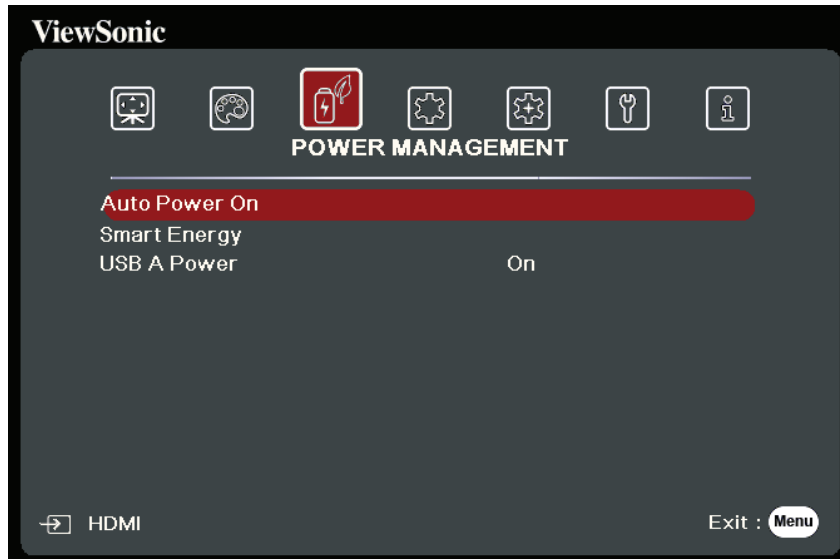 ViewSonic
POWER MANAGEMENT
Auto Power On
Smart Energy
USB A Power On
HDMI Exit : Menu